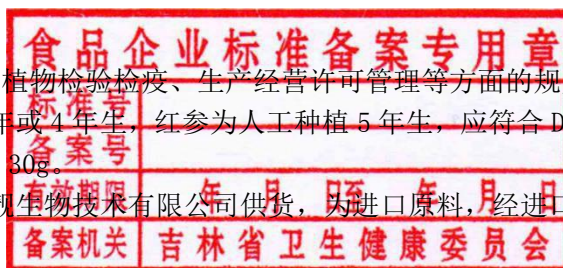 食品企业标准备案专用章
植物检验检疫、生产经营许可管理等方面的规
标准号
年或 4 年生，红参为人工种植 5 年生，应符合 D
备案号
30g。
有效期限 年 月 日至 年 月 日
生物技术有限公司供货，为进口原料，经进口
备案机关 吉林省卫生健康委员会